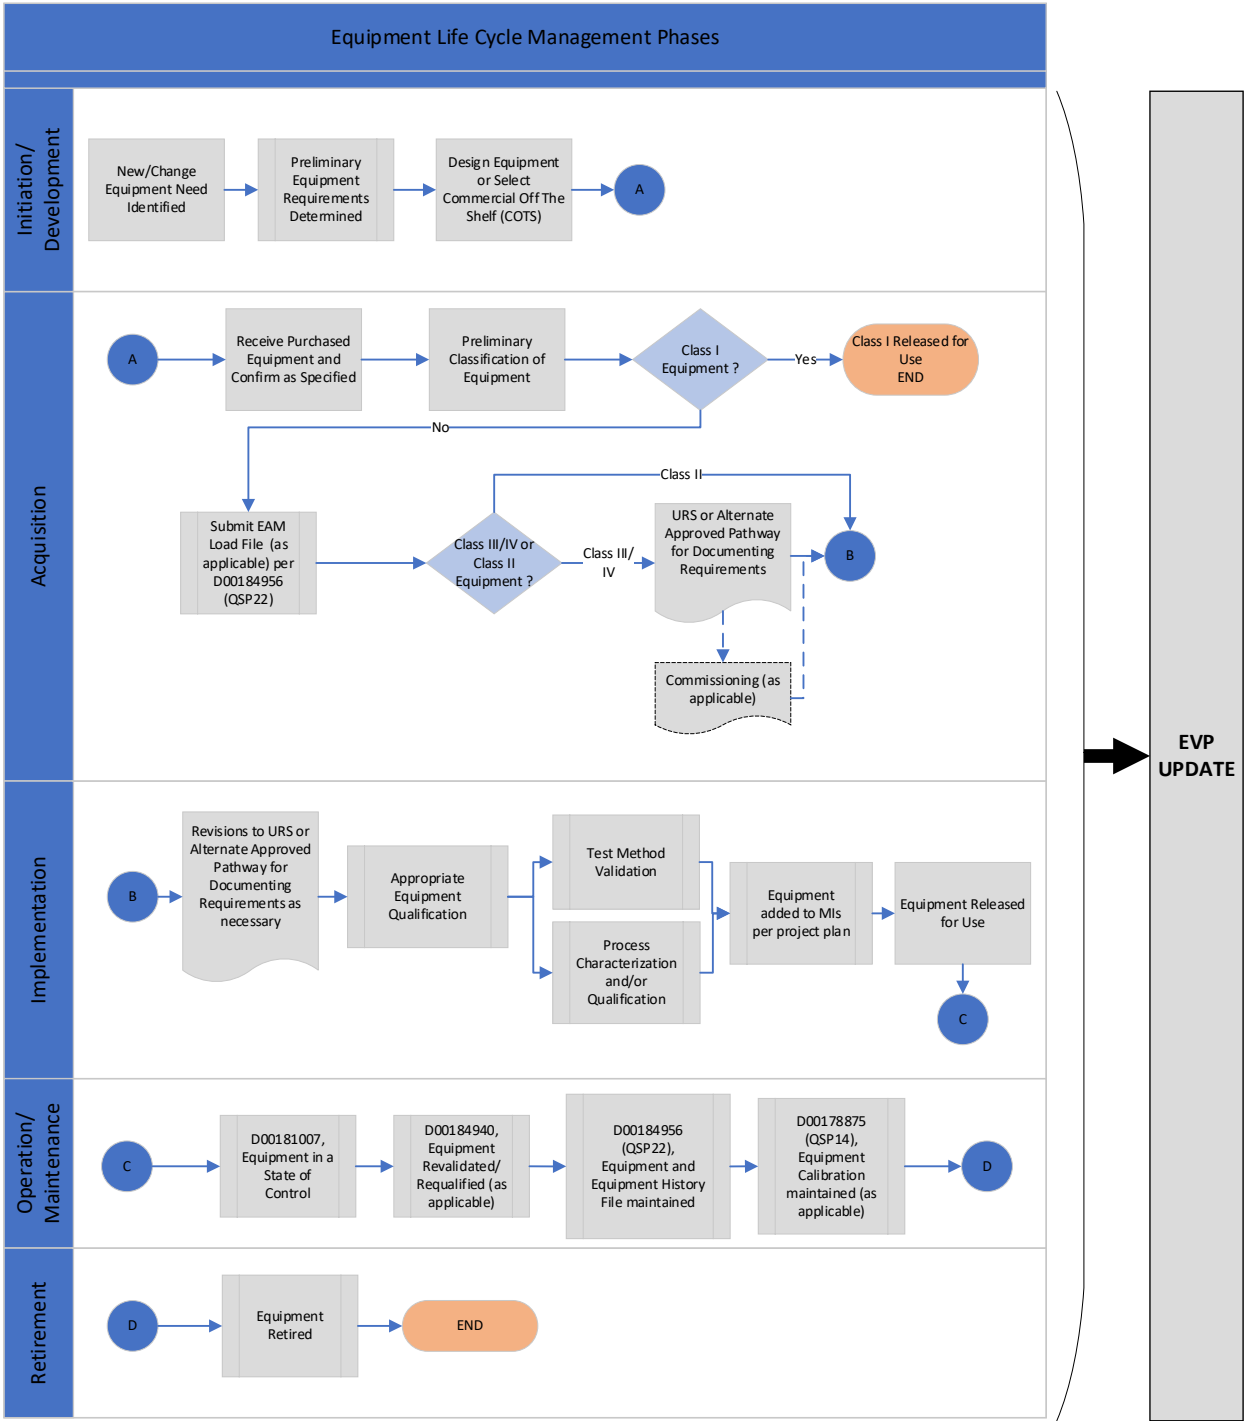 Equipment Life Cycle Management Phases
Initiation/
Development
New/Change
Equipment Need
Identified
Preliminary
Equipment
Requirements
Determined
Design Equipment
or Select
Commercial Off The
Shelf (COTS)
A
Acquisition
A
Receive Purchased
Equipment and
Confirm as Specified
Preliminary
Classification of
Equipment
Class I
Equipment ?
Yes
Class I Released for
Use
END
No
Submit EAM
Load File (as
applicable) per
D00184956
(QSP22)
Class III/IV or
Class II
Equipment ?
Class II
Class III/
IV
URS or Alternate
Approved Pathway
for Documenting
Requirements
B
Commissioning (as
applicable)
EVP
UPDATE
Implementation
B
Revisions to URS or
Alternate Approved
Pathway for
Documenting
Requirements as
necessary
Appropriate
Equipment
Qualification
Test Method
Validation
Process
Characterization
and/or
Qualification
Equipment
added to MIs
per project plan
Equipment Released
for Use
C
Operation/
Maintenance
C
D00181007,
Equipment in a
State of
Control
D00184940,
Equipment
Revalidated/
Requalified (as
applicable)
D00184956
(QSP22),
Equipment and
Equipment History
File maintained
D00178875
(QSP14),
Equipment
Calibration
maintained (as
applicable)
D
Retirement
D
Equipment
Retired
END